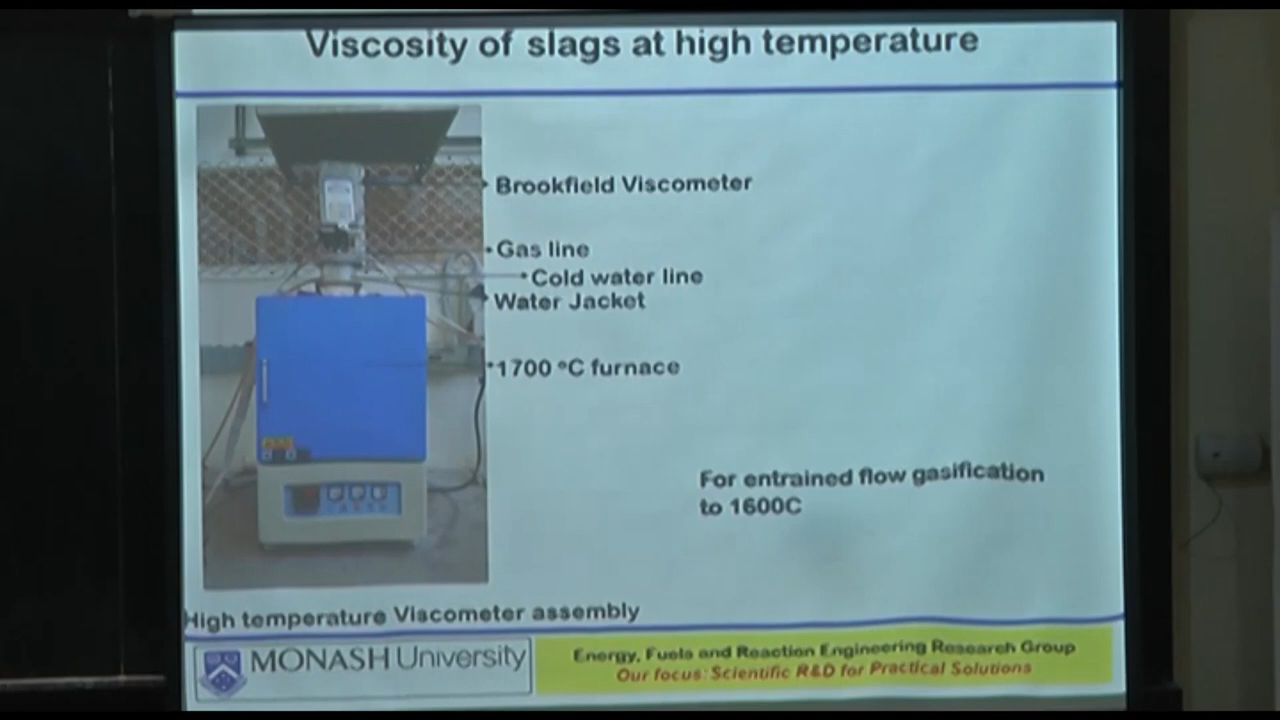 Viscosity of slags at high temperature
Brookfield Viscometer
Gas line
Cold water line
Water Jacket
1700 °C furnace
For entrained flow gasification
to 1600C
High temperature Viscometer assembly
MONASH University
Energy, Fuels and Reaction Engineering Research Group
Our focus: Scientific R&D for Practical Solutions